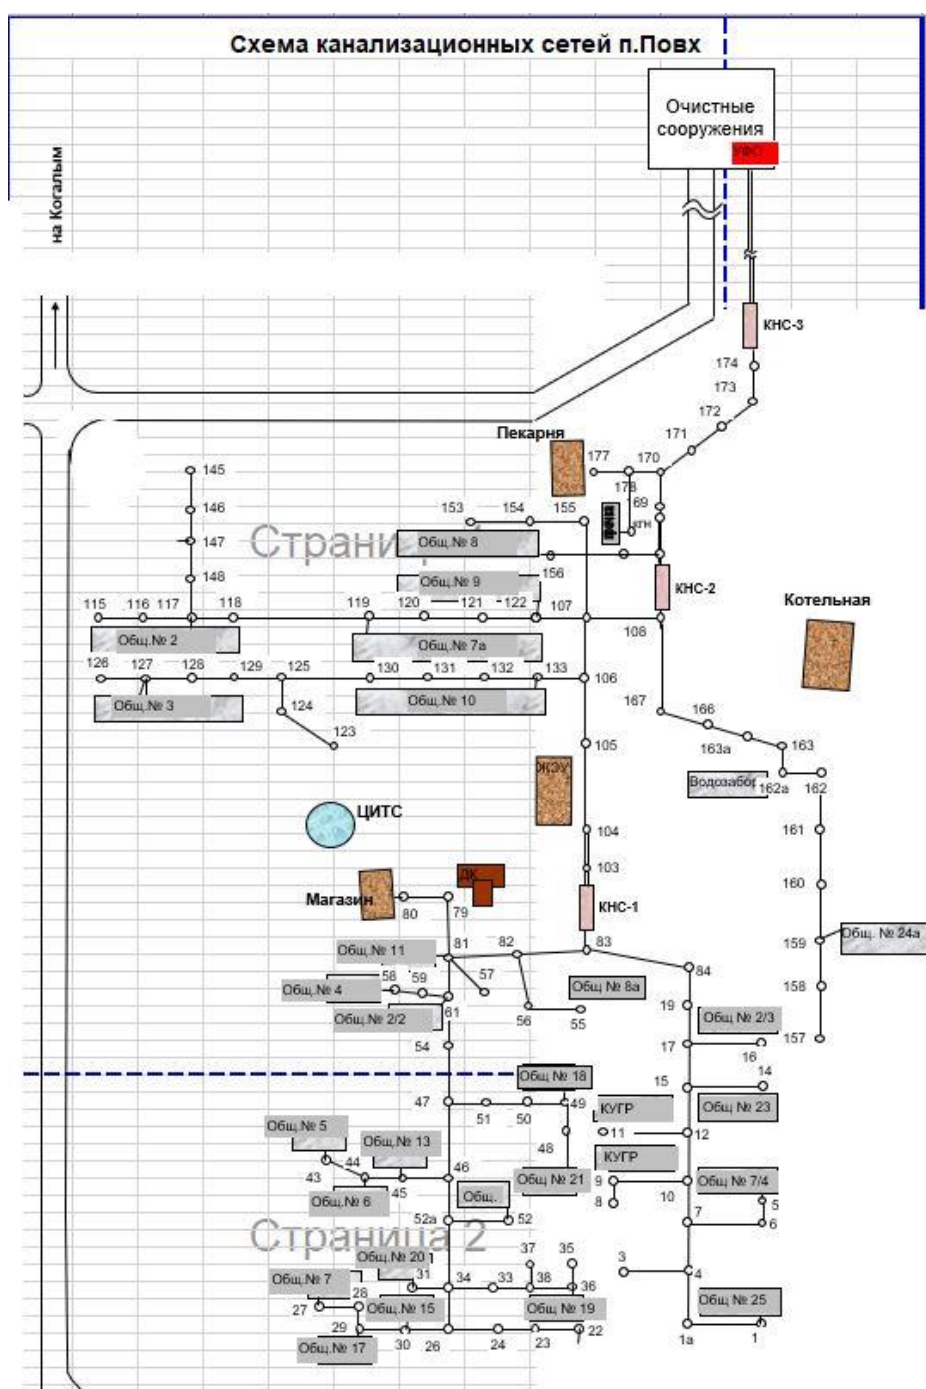 Схема канализационных сетей п.Повх
Очистные
сооружения
УФО
на Когалым
КНС-3
174
173
172
171
Пекарня
177
170
178
169
кгн
145
146
147
148
153
154
155
Страни
Общ.№ 8
Общ.№ 9
156
КНС-2
Котельная
115
116
117
118
119
120
121
122
107
108
Общ.№ 2
Общ.№ 7а
126
127
128
129
125
130
131
132
133
106
Общ.№ 3
Общ.№ 10
124
123
167
166
163а
163
105
Водозабор
162а
162
ЖЭУ
ЦИТС
104
161
103
160
ДК
Магазин
80
79
КНС-1
Общ.№ 11
81
82
83
159
Общ. № 24а
84
58
59
57
Общ.№ 4
Общ № 8а
158
61
56
55
19
Общ № 2/3
Общ.№ 2/2
54
17
16
157
Общ № 18
15
14
47
51
50
49
КУГР
Общ № 23
11
12
Общ.№ 5
Общ.№ 13
48
КУГР
44
43
46
45
Общ № 21
9
10
Общ № 7/4
Общ.№ 6
Общ.
8
5
52а
52
7
6
Страница 2
Общ.№ 20
37
35
3
4
Общ.№ 7
31
34
33
38
36
28
27
Общ.№ 15
Общ № 19
Общ № 25
29
30
26
24
23
22
1а
1
Общ.№ 17